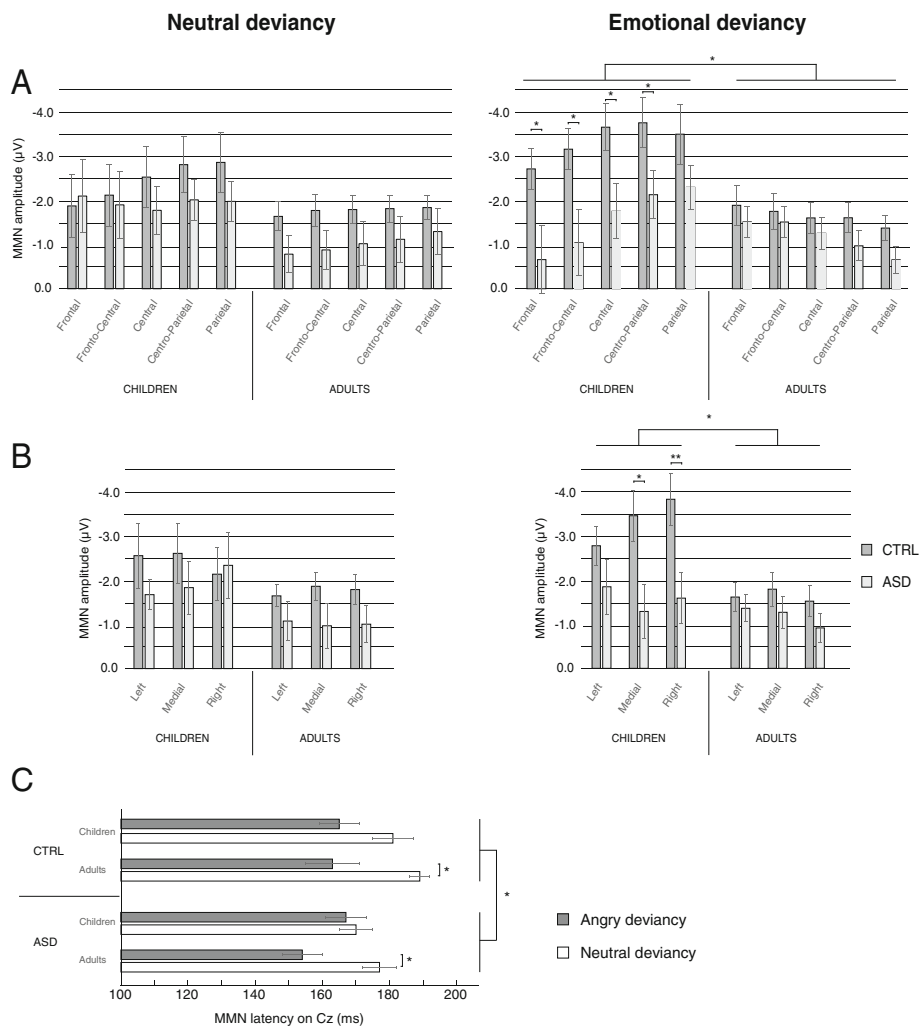 Neutral deviancy
Emotional deviancy
A
MMN amplitude (µV)
-4.0
-3.0
-2.0
-1.0
0.0
Frontal
Fronto-Central
Central
Centro-Parietal
Parietal
Frontal
Fronto-Central
Central
Centro-Parietal
Parietal
CHILDREN
ADULTS
*
*
*
*
*
MMN amplitude (µV)
-4.0
-3.0
-2.0
-1.0
0.0
Frontal
Fronto-Central
Central
Centro-Parietal
Parietal
Frontal
Fronto-Central
Central
Centro-Parietal
Parietal
CHILDREN
ADULTS
B
MMN amplitude (µV)
-4.0
-3.0
-2.0
-1.0
0.0
Left
Medial
Right
Left
Medial
Right
CHILDREN
ADULTS
*
*
**
MMN amplitude (µV)
-4.0
-3.0
-2.0
-1.0
0.0
Left
Medial
Right
Left
Medial
Right
CHILDREN
ADULTS
CTRL
ASD
C
CTRL
Children
Adults
*
ASD
Children
Adults
*
*
100 120 140 160 180 200
MMN latency on Cz (ms)
Angry deviancy
Neutral deviancy